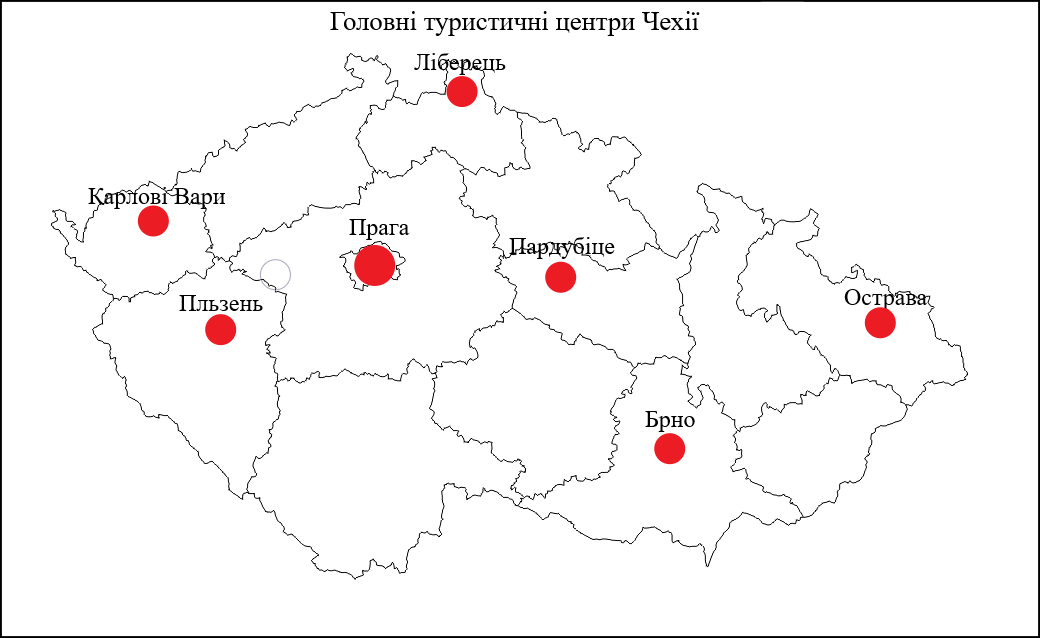 Головні туристичні центри Чехії
Ліберець
Карлові Вари
Прага
Пардубіце
Пльзень
Острава
Брно